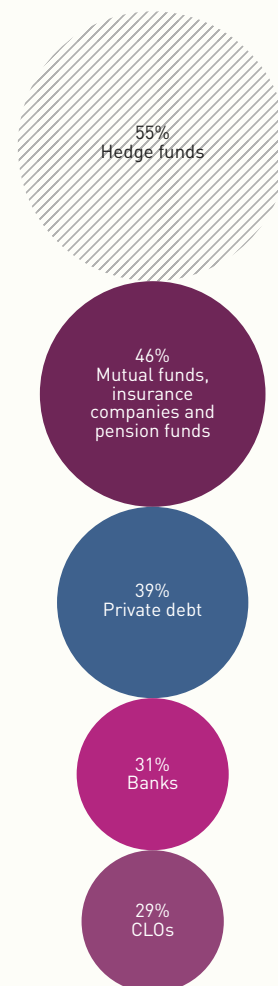 55%
Hedge funds
46%
Mutual funds,
insurance
companies and
pension funds
39%
Private debt
31%
Banks
29%
CLOs